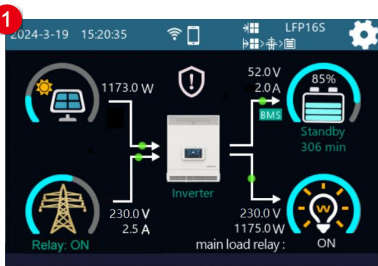 1
2024-3-19 15:20:35
LFP16S
1173.0 W
52.0 V
2.0 A
85%
BMS
Standby
306 min
Inverter
230.0 V
2.5 A
230.0 V
1175.0 W
Relay: ON
main load relay : ON